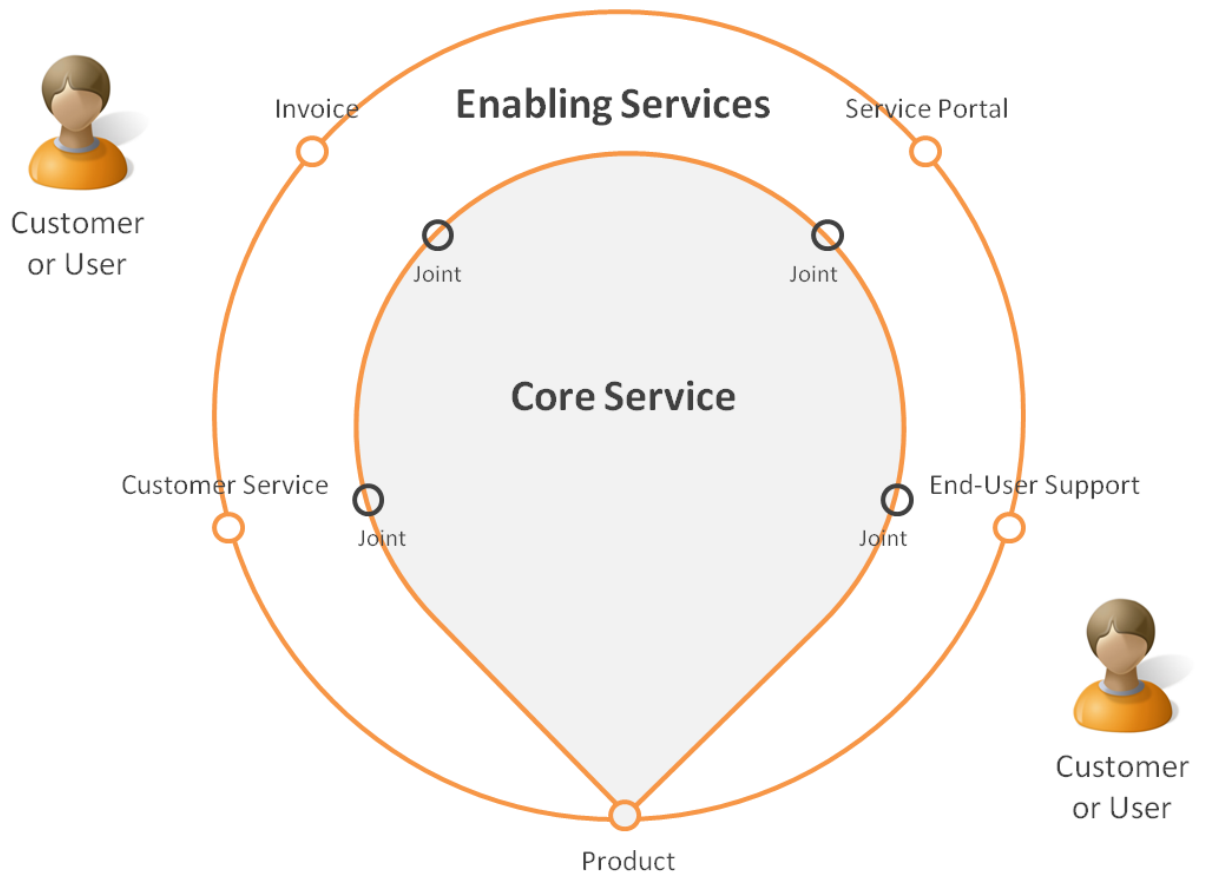 Enabling Services
Invoice
Service Portal
Customer
or User
Joint
Joint
Core Service
Customer Service
End-User Support
Joint
Joint
Customer
or User
Product